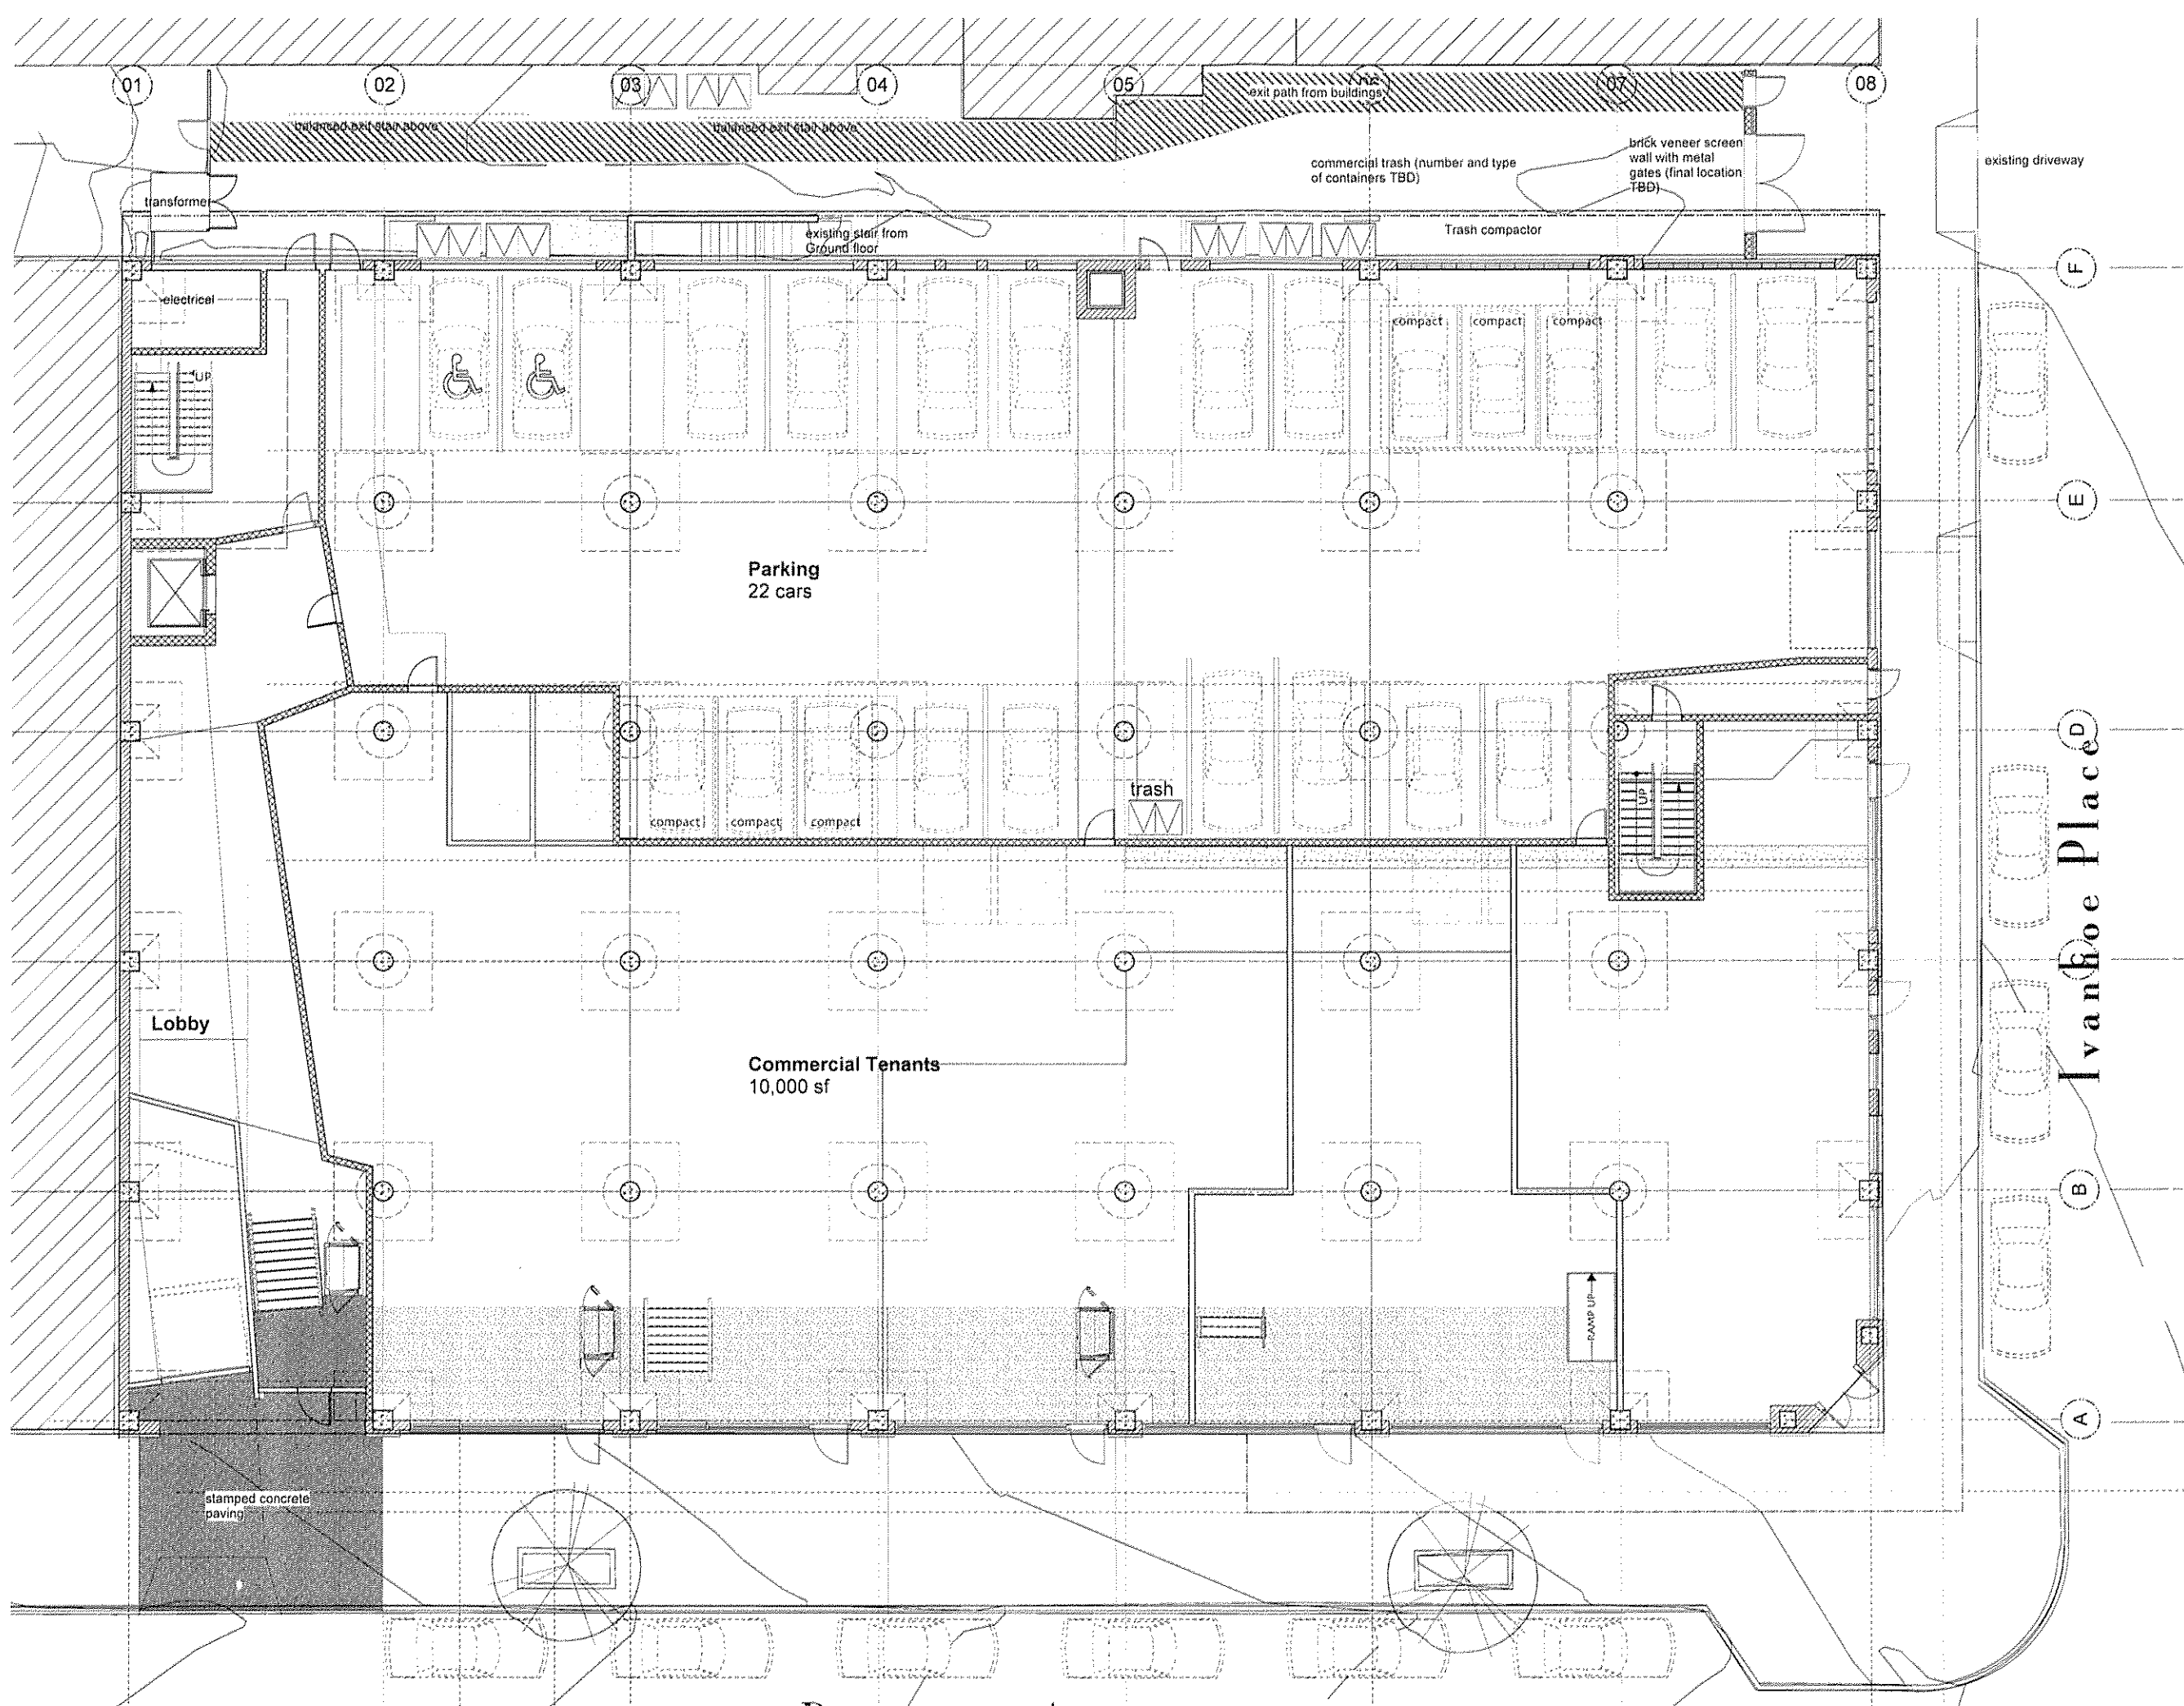 01
02
03
04
05
06
07
08
exit path from buildings
balanced exit stair above
balanced exit stair above
brick veneer screen
wall with metal
gates (final location
TBD)
commercial trash (number and type
of containers TBD)
existing driveway
transformer
existing stair from
Ground floor
Trash compactor
F
electrical
compact
compact
compact
UP
E
Parking
22 cars
D
trash
UP
compact
compact
compact
Ivanhoe Place
C
Lobby
Commercial Tenants
10,000 sf
B
RAMP UP
A
stamped concrete
paving